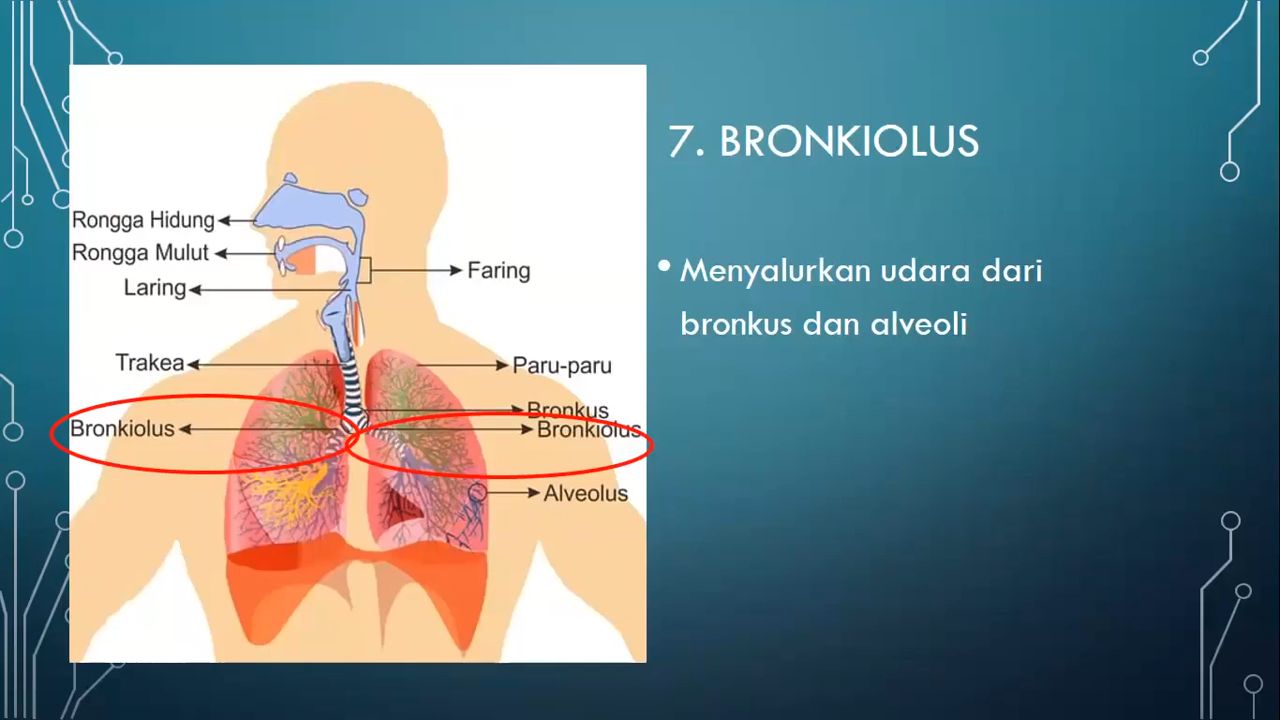 7. BRONKIOLUS
Rongga Hidung
Rongga Mulut
Laring
Faring
Trakea
Paru-paru
Bronkus
Bronkiolus
Bronkiolus
Alveolus
• Menyalurkan udara dari
bronkus dan alveoli